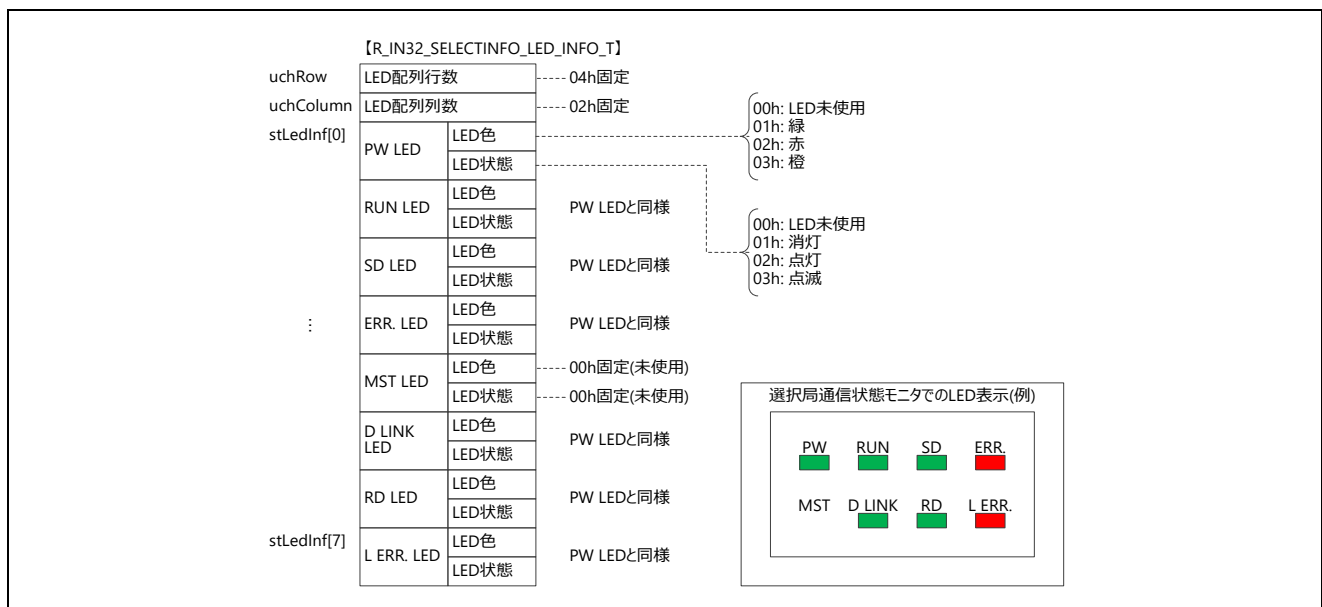 【R_IN32_SELECTINFO_LED_INFO_T】
uchRow LED配列行数 04h固定
uchColumn LED配列列数 02h固定
stLedInf[0] PW LED LED色
LED状態
00h: LED未使用
01h: 緑
02h: 赤
03h: 橙
00h: LED未使用
01h: 消灯
02h: 点灯
03h: 点滅
RUN LED LED色
LED状態
PW LEDと同様
SD LED LED色
LED状態
PW LEDと同様
⋮
ERR. LED LED色
LED状態
PW LEDと同様
MST LED LED色 00h固定(未使用)
LED状態 00h固定(未使用)
D LINK
LED
LED色
LED状態
PW LEDと同様
RD LED LED色
LED状態
PW LEDと同様
stLedInf[7] L ERR. LED LED色
LED状態
PW LEDと同様
選択局通信状態モニタでのLED表示(例)
PW RUN SD ERR.
MST D LINK RD L ERR.